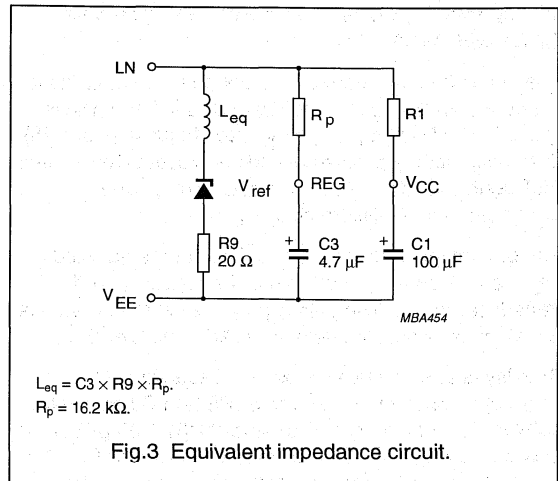 LN
L_eq
R_p
R1
V_ref
REG
V_CC
R9
20 Ω
+
C3
4.7 μF
+
C1
100 μF
V_EE
MBA454
L_eq = C3 × R9 × R_p.
R_p = 16.2 kΩ.
Fig.3 Equivalent impedance circuit.